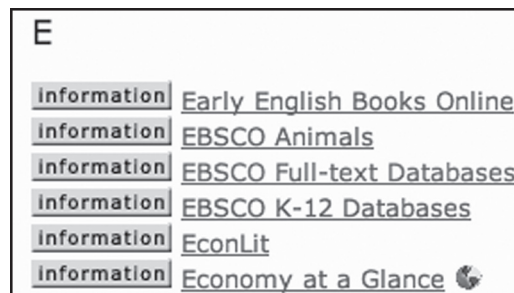 E
information Early English Books Online
information EBSCO Animals
information EBSCO Full-text Databases
information EBSCO K-12 Databases
information EconLit
information Economy at a Glance